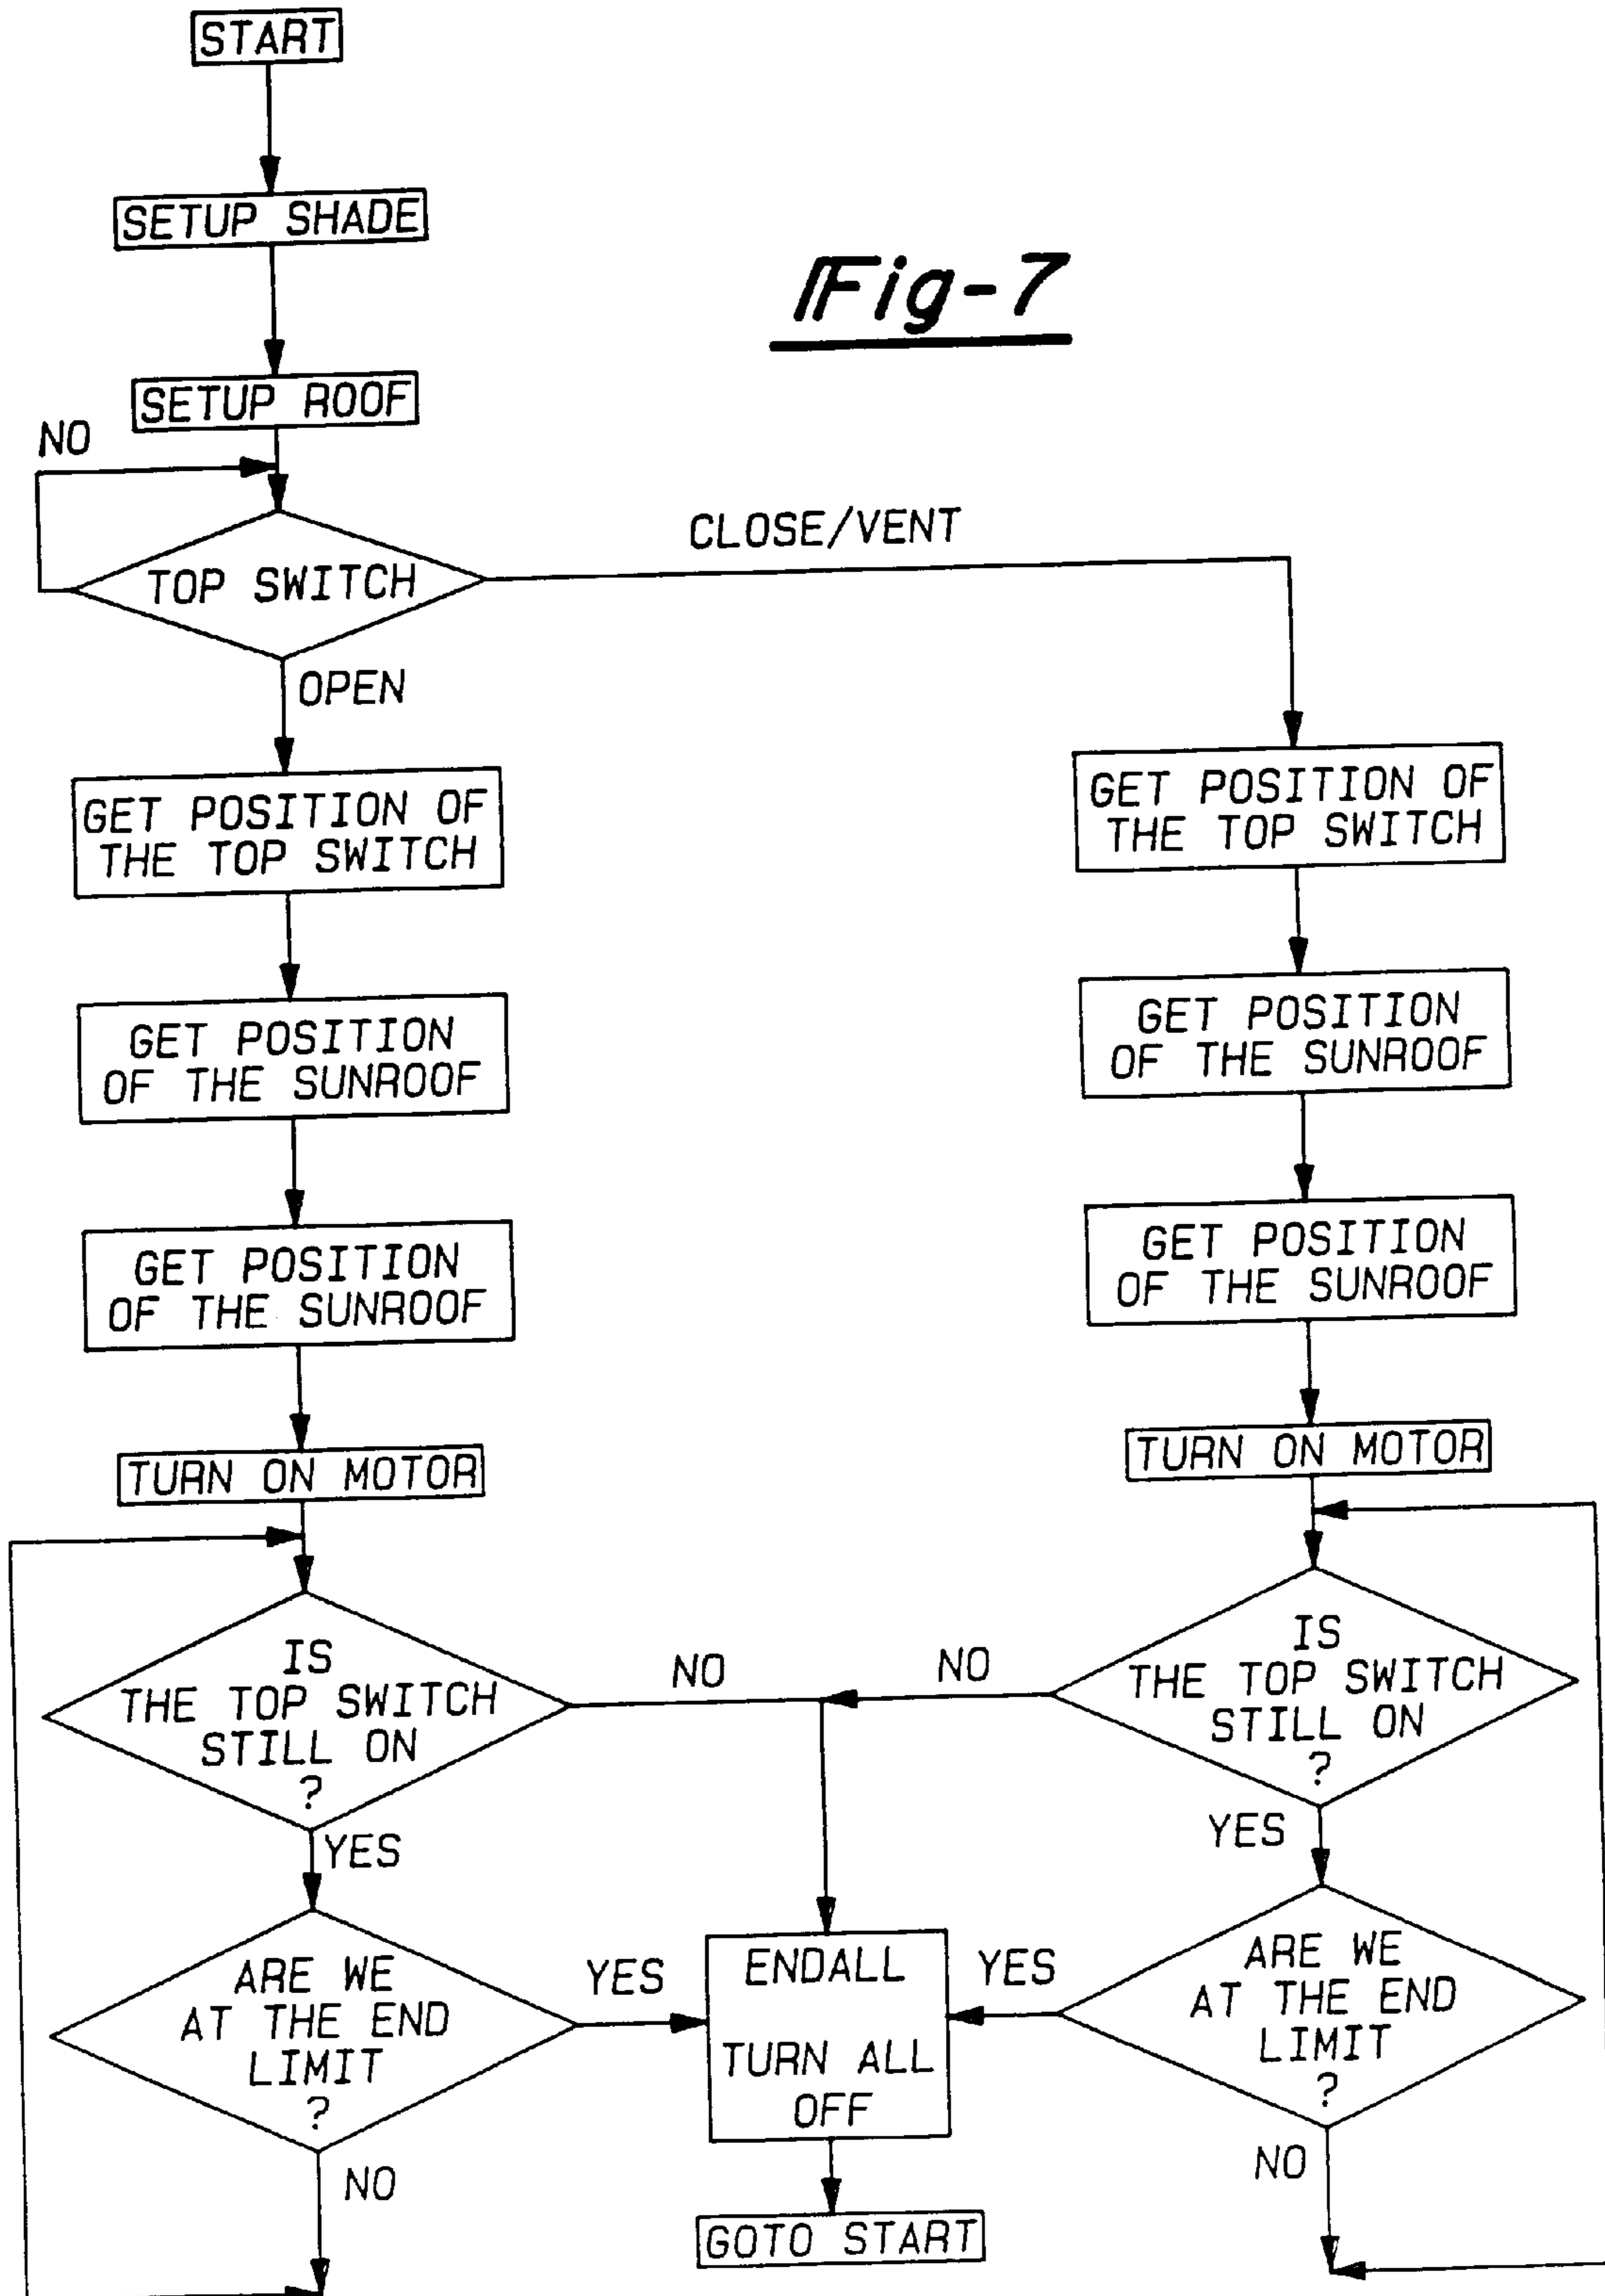 START
SETUP SHADE
Fig-7
SETUP ROOF
NO
TOP SWITCH
CLOSE/VENT
OPEN
GET POSITION OF
THE TOP SWITCH
GET POSITION
OF THE SUNROOF
GET POSITION
OF THE SUNROOF
TURN ON MOTOR
IS
THE TOP SWITCH
STILL ON
?
NO
YES
ARE WE
AT THE END
LIMIT
?
YES
NO
GET POSITION OF
THE TOP SWITCH
GET POSITION
OF THE SUNROOF
GET POSITION
OF THE SUNROOF
TURN ON MOTOR
IS
THE TOP SWITCH
STILL ON
?
NO
YES
ARE WE
AT THE END
LIMIT
?
YES
NO
ENDALL
TURN ALL
OFF
GOTO START